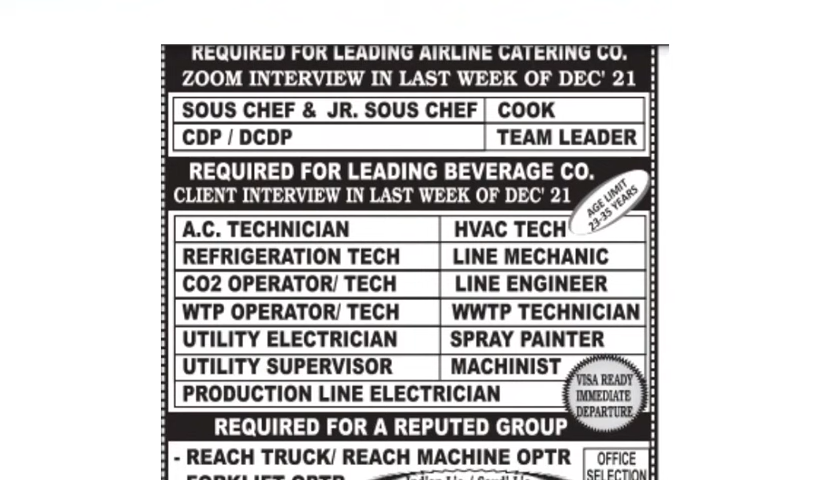 REQUIRED FOR LEADING AIRLINE CATERING CO.
ZOOM INTERVIEW IN LAST WEEK OF DEC' 21
SOUS CHEF & JR. SOUS CHEF COOK
CDP / DCDP TEAM LEADER
REQUIRED FOR LEADING BEVERAGE CO.
CLIENT INTERVIEW IN LAST WEEK OF DEC' 21
AGE LIMIT
23-35 YEARS
A.C. TECHNICIAN HVAC TECH
REFRIGERATION TECH LINE MECHANIC
CO2 OPERATOR/ TECH LINE ENGINEER
WTP OPERATOR/ TECH WWTP TECHNICIAN
UTILITY ELECTRICIAN SPRAY PAINTER
UTILITY SUPERVISOR MACHINIST
PRODUCTION LINE ELECTRICIAN
VISA READY
IMMEDIATE
DEPARTURE
REQUIRED FOR A REPUTED GROUP
- REACH TRUCK/ REACH MACHINE OPTR
OFFICE
SELECTION
- FORKLIFT OPTR